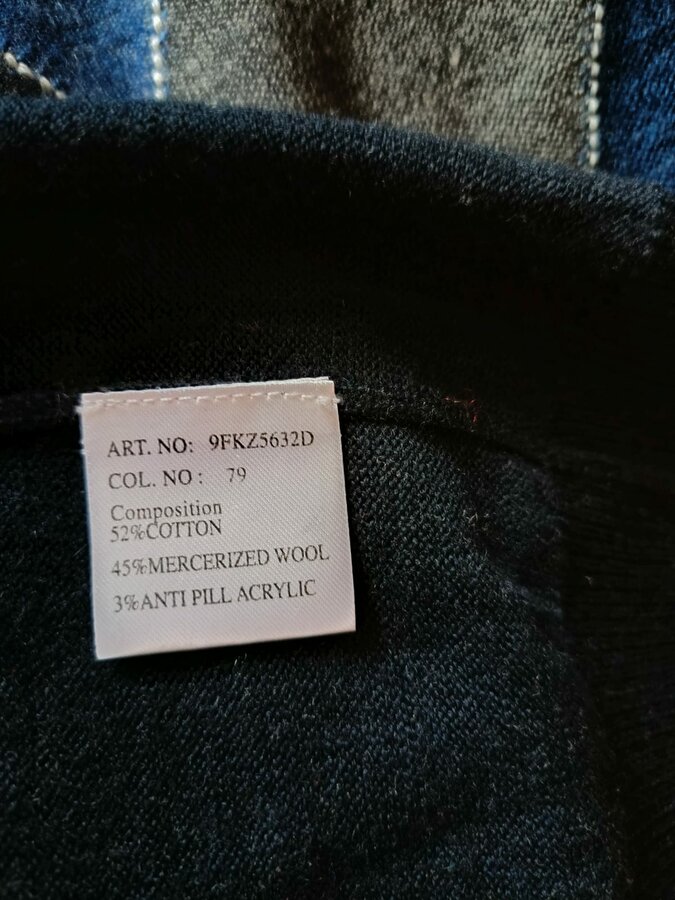 ART. NO: 9FKZ5632D
COL. NO : 79
Composition
52%COTTON
45%MERCERIZED WOOL
3%ANTI PILL ACRYLIC